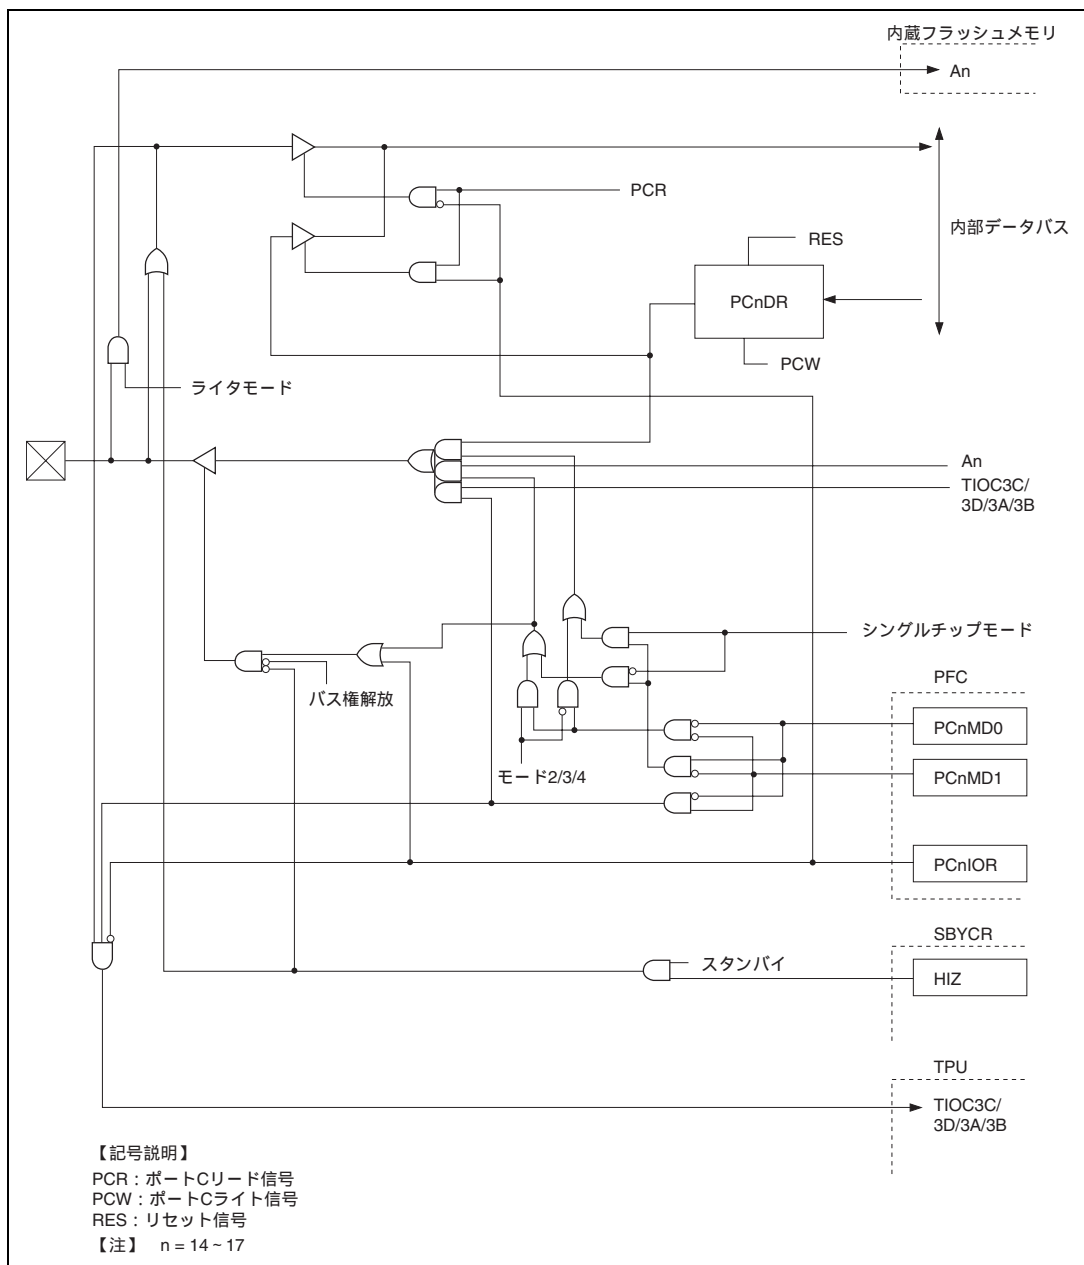 内蔵フラッシュメモリ
An
PCR
内部データバス
RES
PCnDR
PCW
ライタモード
An
TIOC3C/
3D/3A/3B
シングルチップモード
バス権解放
モード2/3/4
PFC
PCnMD0
PCnMD1
PCnIOR
SBYCR
スタンバイ
HIZ
TPU
TIOC3C/
3D/3A/3B
【記号説明】
PCR：ポートCリード信号
PCW：ポートCライト信号
RES：リセット信号
【注】 n = 14 ~ 17